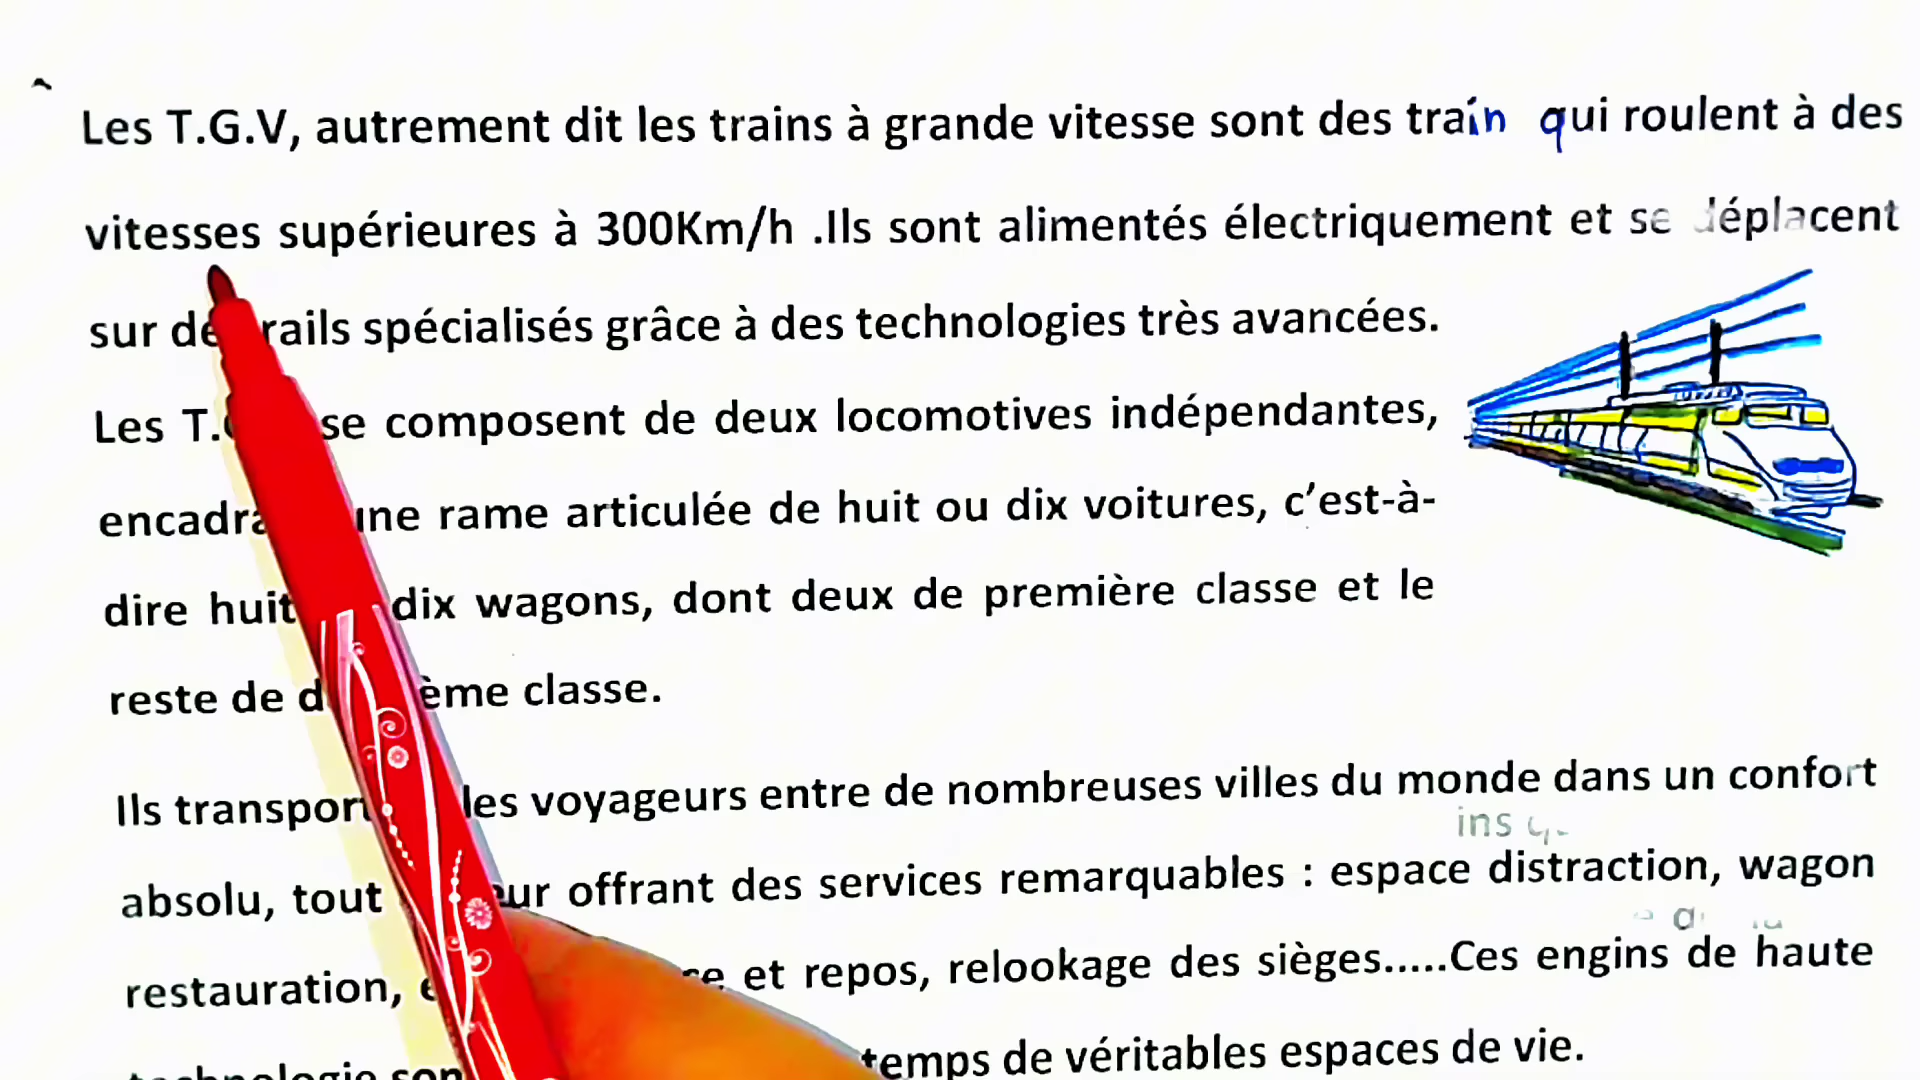 Les T.G.V, autrement dit les trains à grande vitesse sont des train qui roulent à des
vitesses supérieures à 300Km/h .Ils sont alimentés électriquement et se déplacent
sur rails spécialisés grâce à des technologies très avancées.
Les se composent de deux locomotives indépendantes,
une rame articulée de huit ou dix voitures, c'est-à-
dire huit dix wagons, dont deux de première classe et le
reste de classe.
Ils les voyageurs entre de nombreuses villes du monde dans un confort
absolu, tout offrant des services remarquables : espace distraction, wagon
restauration, et repos, relookage des sièges.....Ces engins de haute
technologie temps de véritables espaces de vie.